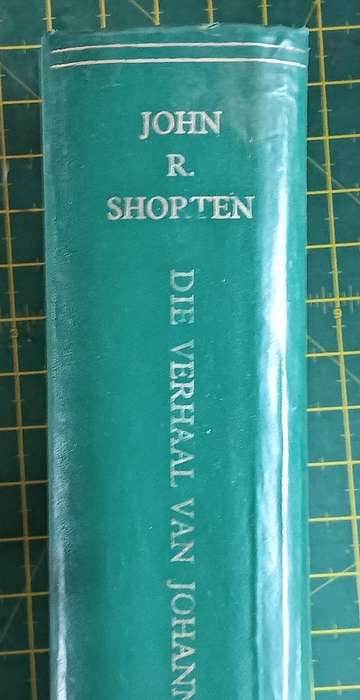 JOHN
R.
SHOPTEN
DIE VERHAAL VAN JOHANN